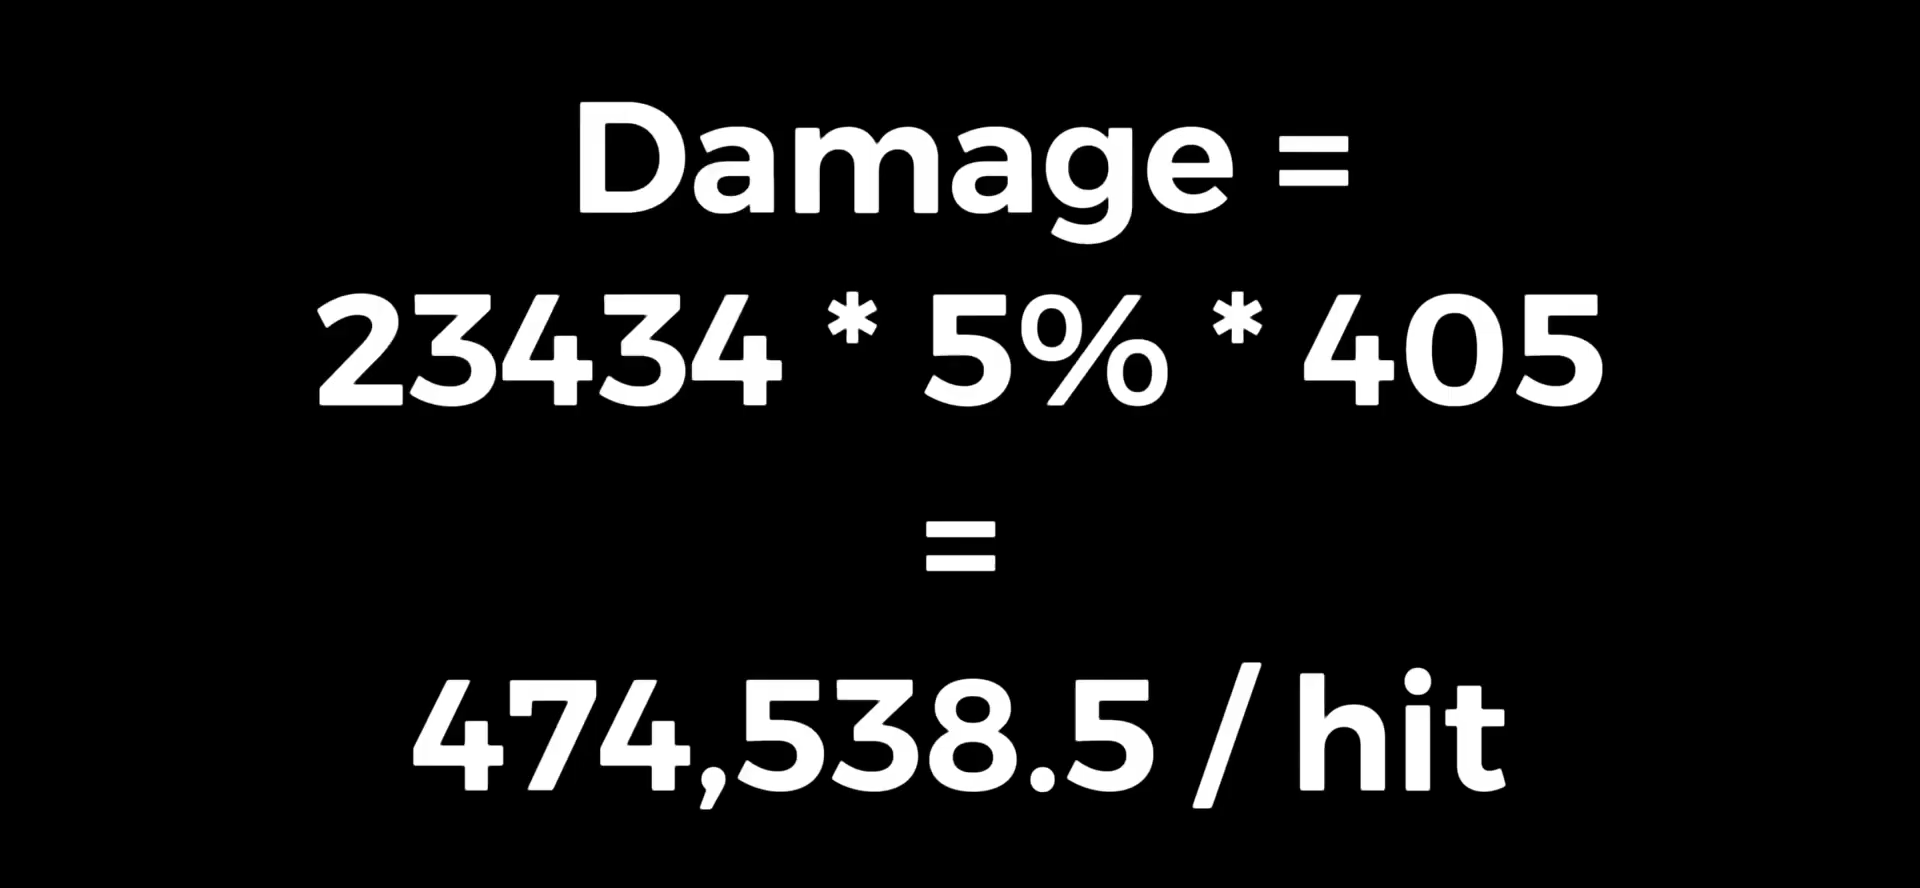 Damage =
23434 * 5% * 405
=
474,538.5 / hit